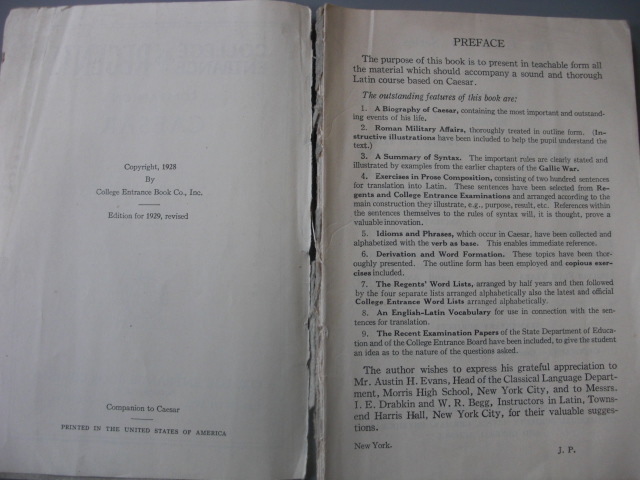 Copyright, 1928
By
College Entrance Book Co., Inc.
Edition for 1929, revised
Companion to Caesar
PRINTED IN THE UNITED STATES OF AMERICA
PREFACE
The purpose of this book is to present in teachable form all
the material which should accompany a sound and thorough
Latin course based on Caesar.
The outstanding features of this book are:
1. A Biography of Caesar, containing the most important and outstand-
ing events of his life.
2. Roman Military Affairs, thoroughly treated in outline form. (In-
structive illustrations have been included to help the pupil understand the
text.)
3. A Summary of Syntax. The important rules are clearly stated and
illustrated by examples from the earlier chapters of the Gallic War.
4. Exercises in Prose Composition, consisting of two hundred sentences
for translation into Latin. These sentences have been selected from Re-
gents and College Entrance Examinations and arranged according to the
main construction they illustrate, e.g., purpose, result, etc. References within
the sentences themselves to the rules of syntax will, it is thought, prove a
valuable innovation.
5. Idioms and Phrases, which occur in Caesar, have been collected and
alphabetized with the verb as base. This enables immediate reference.
6. Derivation and Word Formation. These topics have been thor-
oughly presented. The outline form has been employed and copious exer-
cises included.
7. The Regents' Word Lists, arranged by half years and then followed
by the four separate lists arranged alphabetically also the latest and official
College Entrance Word Lists arranged alphabetically.
8. An English-Latin Vocabulary for use in connection with the sen-
tences for translation.
9. The Recent Examination Papers of the State Department of Educa-
tion and of the College Entrance Board have been included, to give the student
an idea as to the nature of the questions asked.
The author wishes to express his grateful appreciation to
Mr. Austin H. Evans, Head of the Classical Language Depart-
ment, Morris High School, New York City, and to Messrs.
I. E. Drabkin and W. R. Begg, Instructors in Latin, Towns-
end Harris Hall, New York City, for their valuable sugges-
tions.
New York.
J. P.